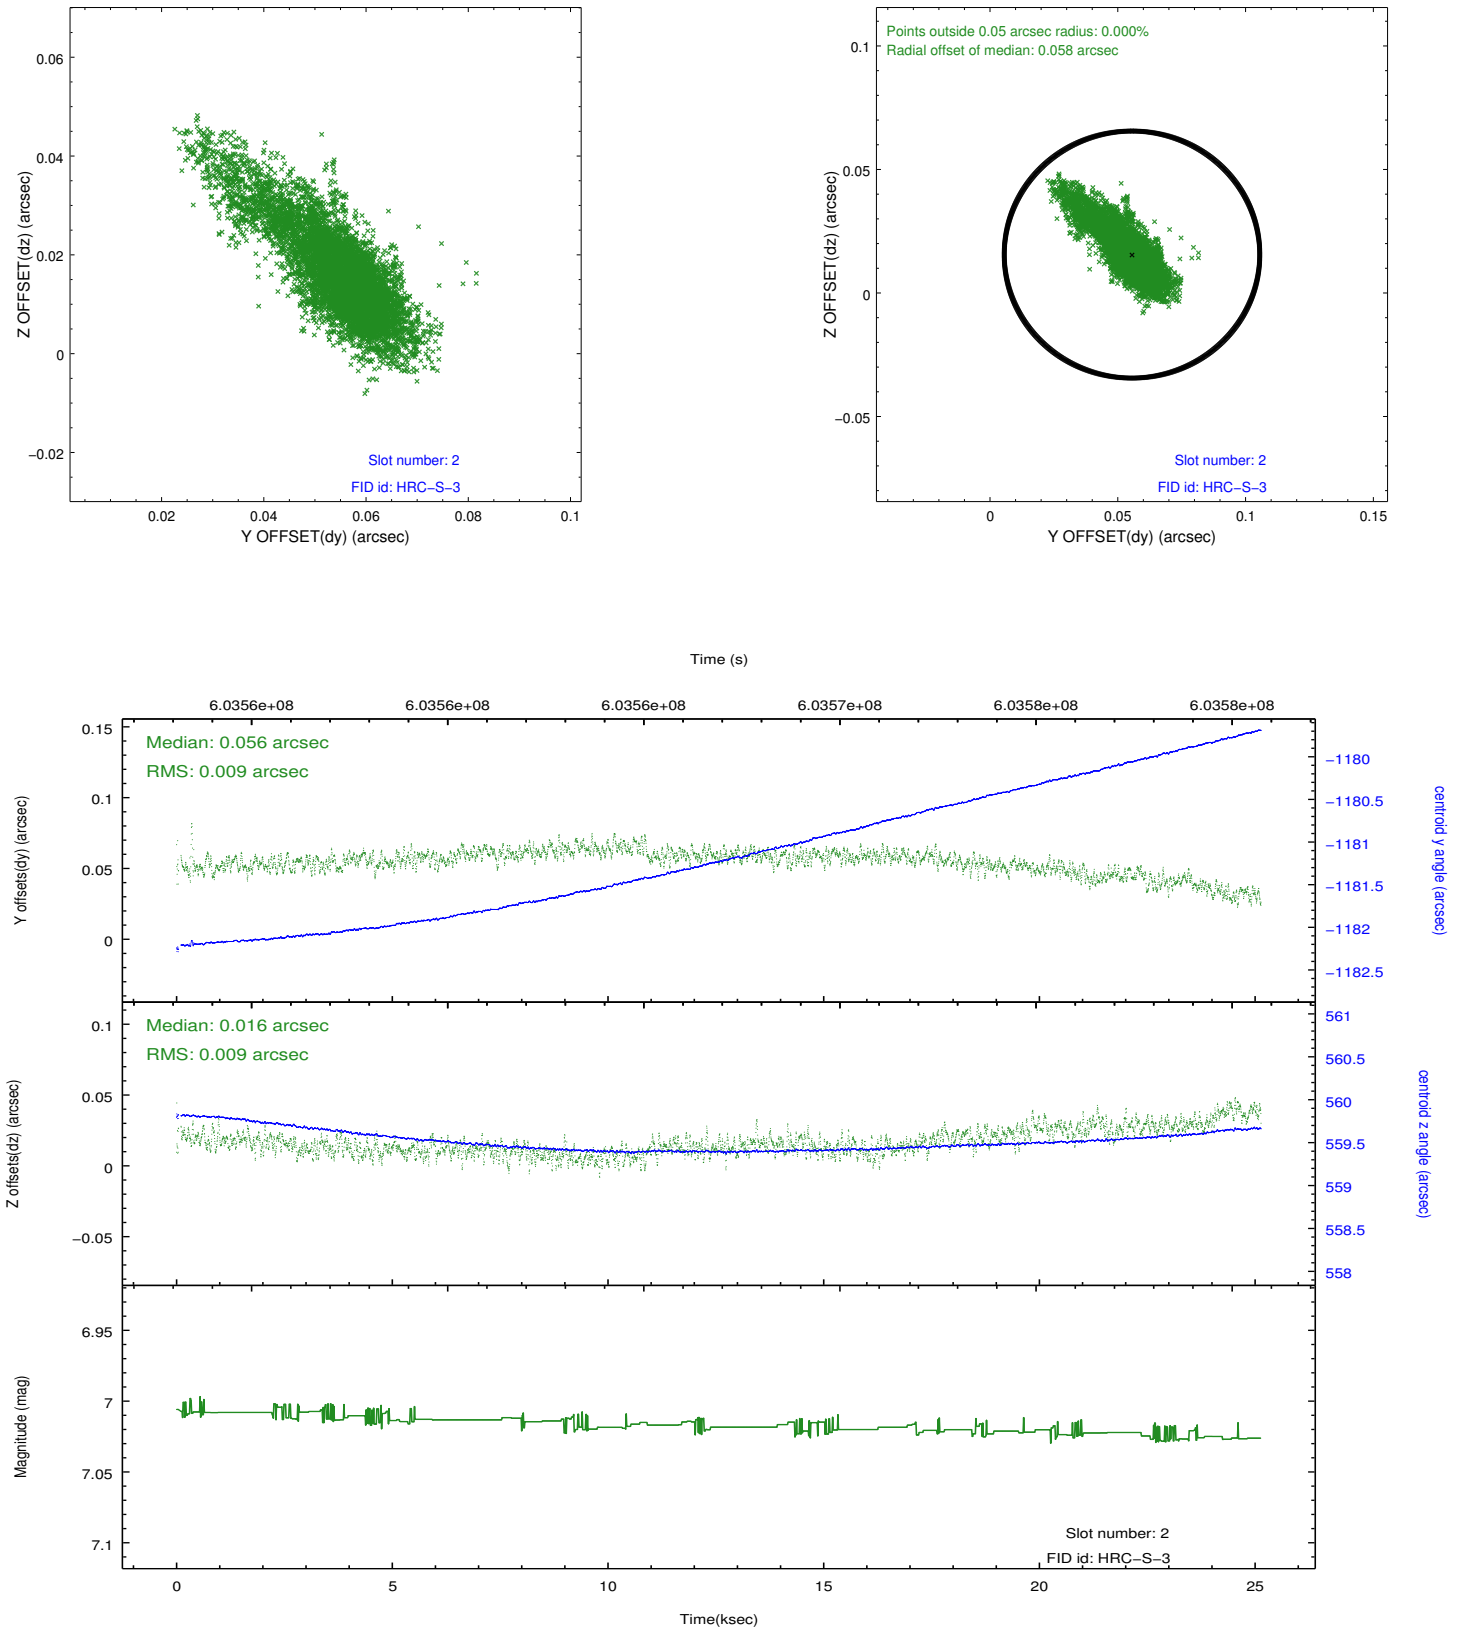 0.06
0.04
0.02
0
−0.02
Z OFFSET(dz) (arcsec)
Slot number: 2
FID id: HRC−S−3
0.02 0.04 0.06 0.08 0.1
Y OFFSET(dy) (arcsec)
Points outside 0.05 arcsec radius: 0.000%
Radial offset of median: 0.058 arcsec
0.1
0.05
0
−0.05
Z OFFSET(dz) (arcsec)
Slot number: 2
FID id: HRC−S−3
0 0.05 0.1 0.15
Y OFFSET(dy) (arcsec)
Time (s)
6.0356e+08 6.0356e+08 6.0356e+08 6.0357e+08 6.0358e+08 6.0358e+08
Median: 0.056 arcsec
RMS: 0.009 arcsec
0.15
0.1
0.05
0
Y offsets(dy) (arcsec)
−1180
−1180.5
−1181
−1181.5
−1182
−1182.5
centroid y angle (arcsec)
Median: 0.016 arcsec
RMS: 0.009 arcsec
0.1
0.05
0
−0.05
Z offsets(dz) (arcsec)
561
560.5
560
559.5
559
558.5
558
centroid z angle (arcsec)
6.95
7
7.05
7.1
Magnitude (mag)
Slot number: 2
FID id: HRC−S−3
0 5 10 15 20 25
Time(ksec)